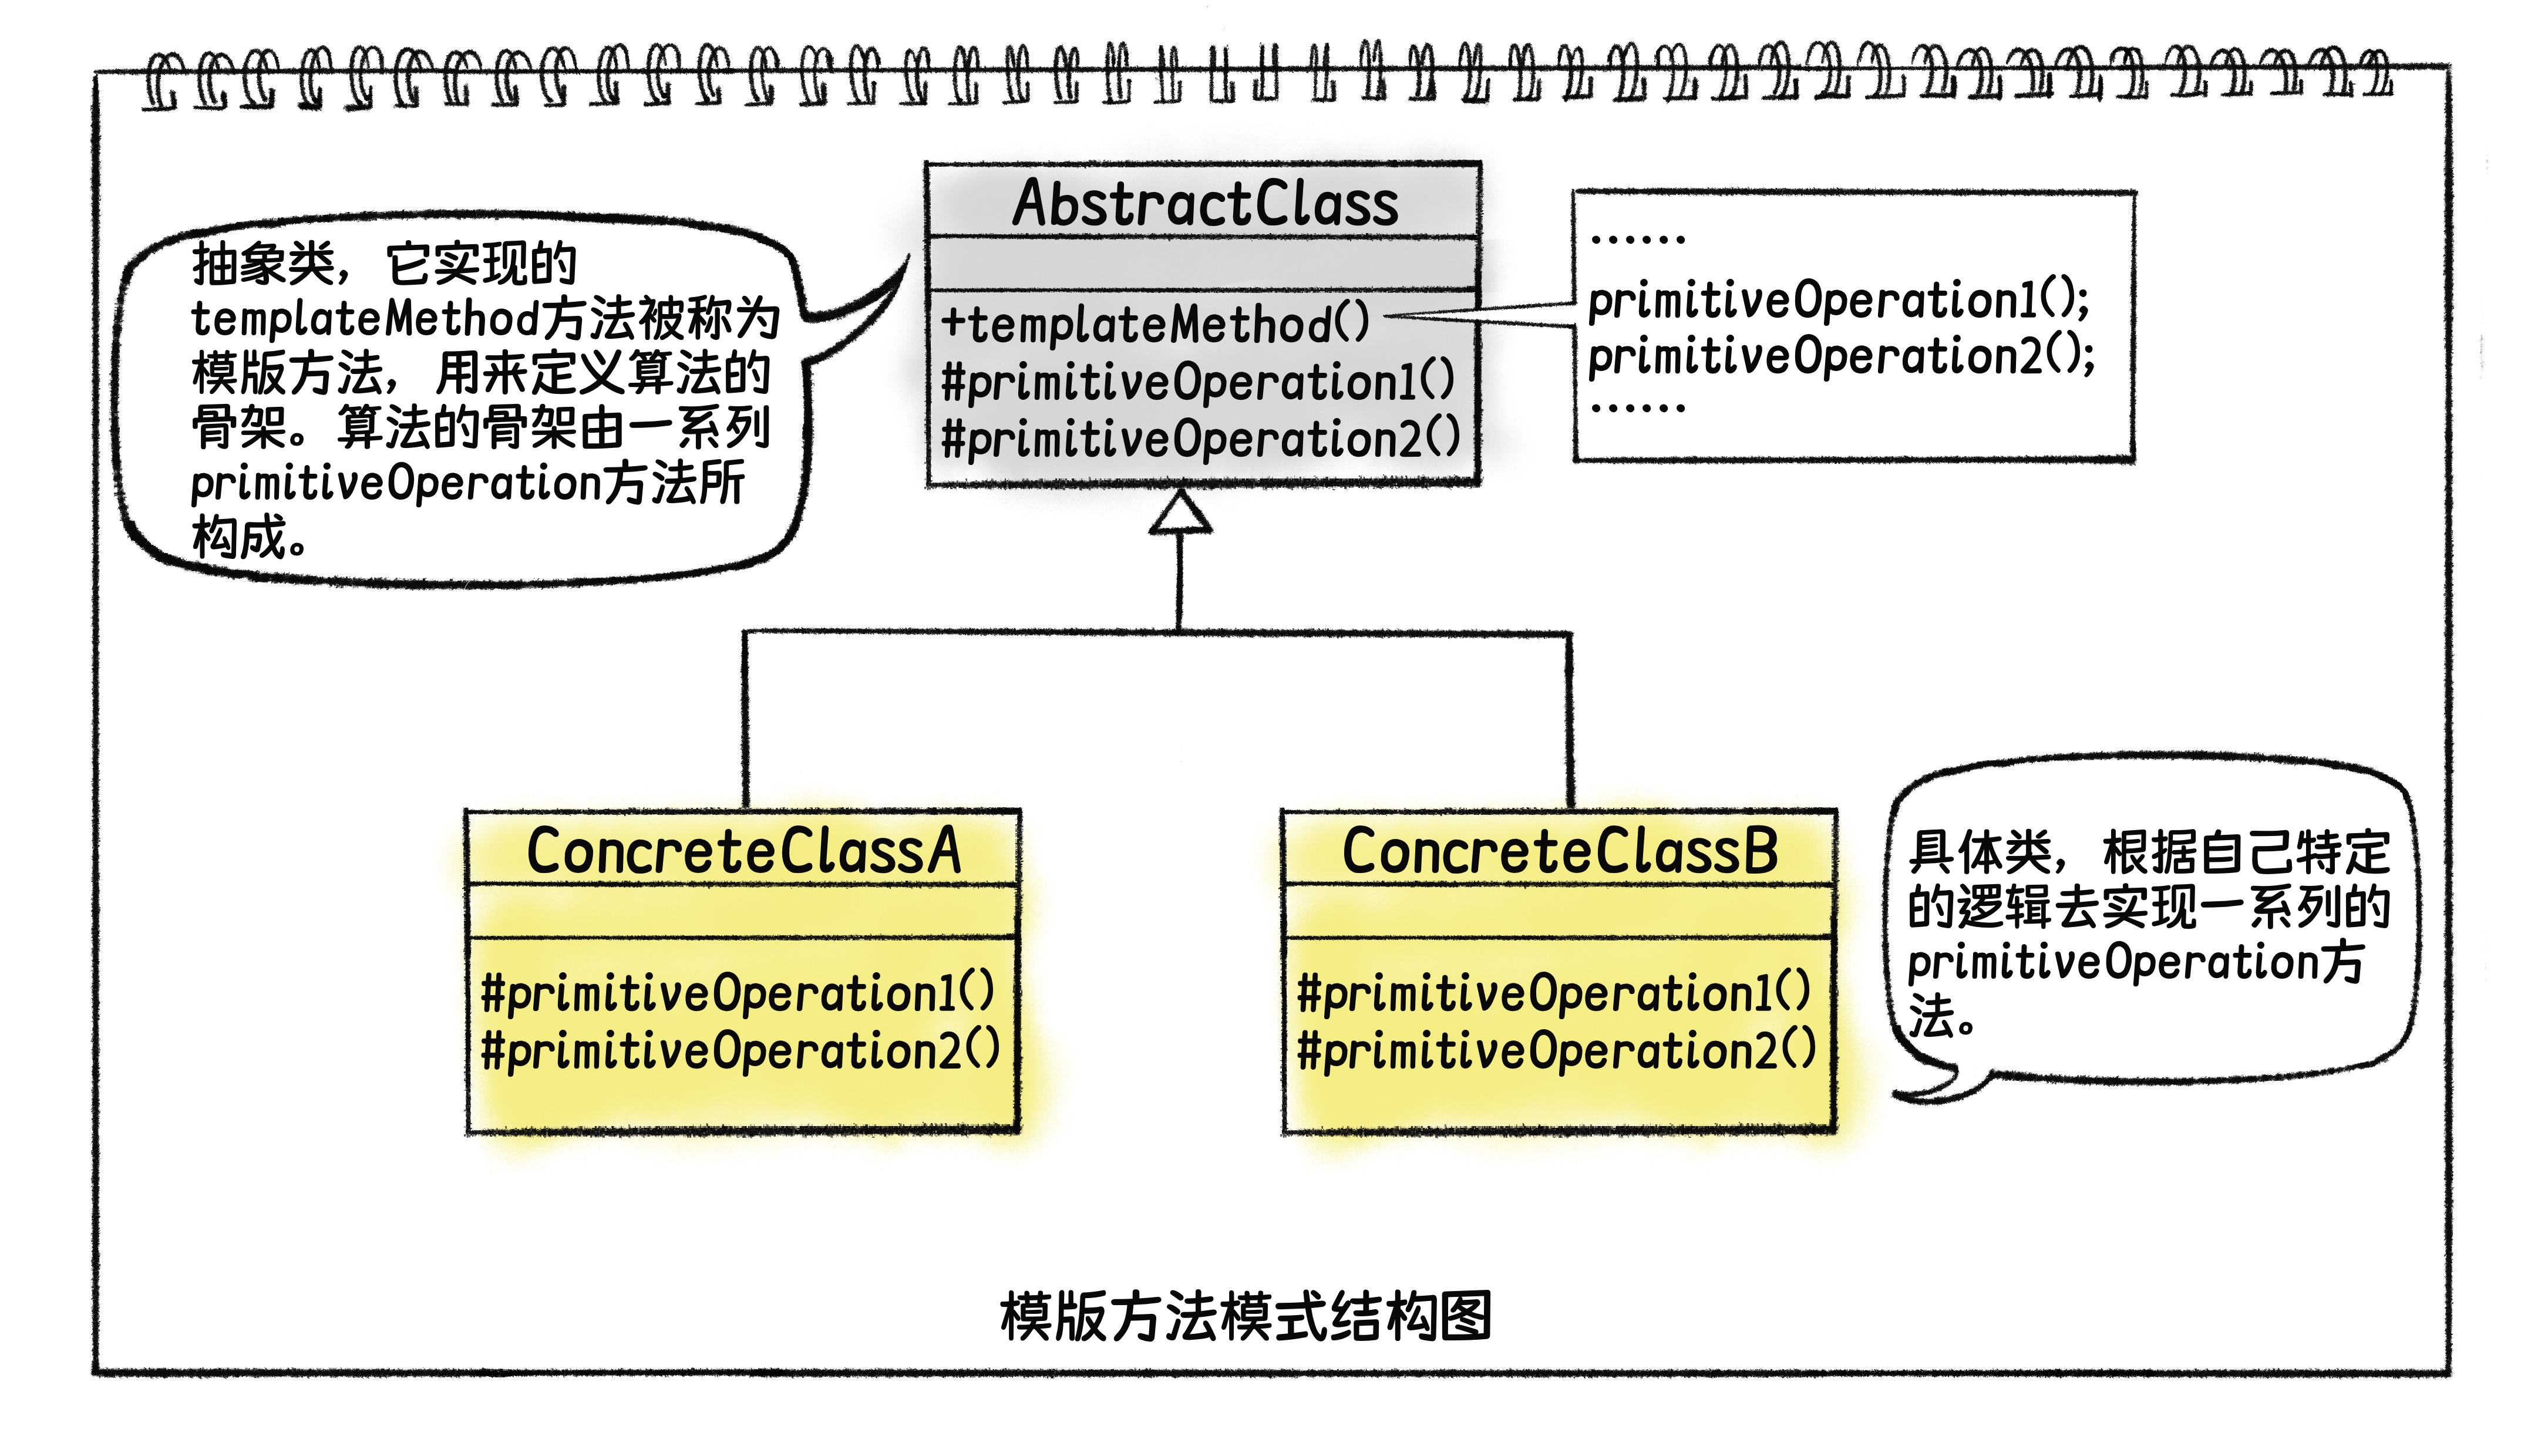 抽象类，它实现的
templateMethod方法被称为
模版方法，用来定义算法的
骨架。算法的骨架由一系列
primitiveOperation方法所
构成。
AbstractClass
+templateMethod()
#primitiveOperation1()
#primitiveOperation2()
......
primitiveOperation1();
primitiveOperation2();
......
ConcreteClassA
#primitiveOperation1()
#primitiveOperation2()
ConcreteClassB
#primitiveOperation1()
#primitiveOperation2()
具体类，根据自己特定
的逻辑去实现一系列的
primitiveOperation方
法。
模版方法模式结构图